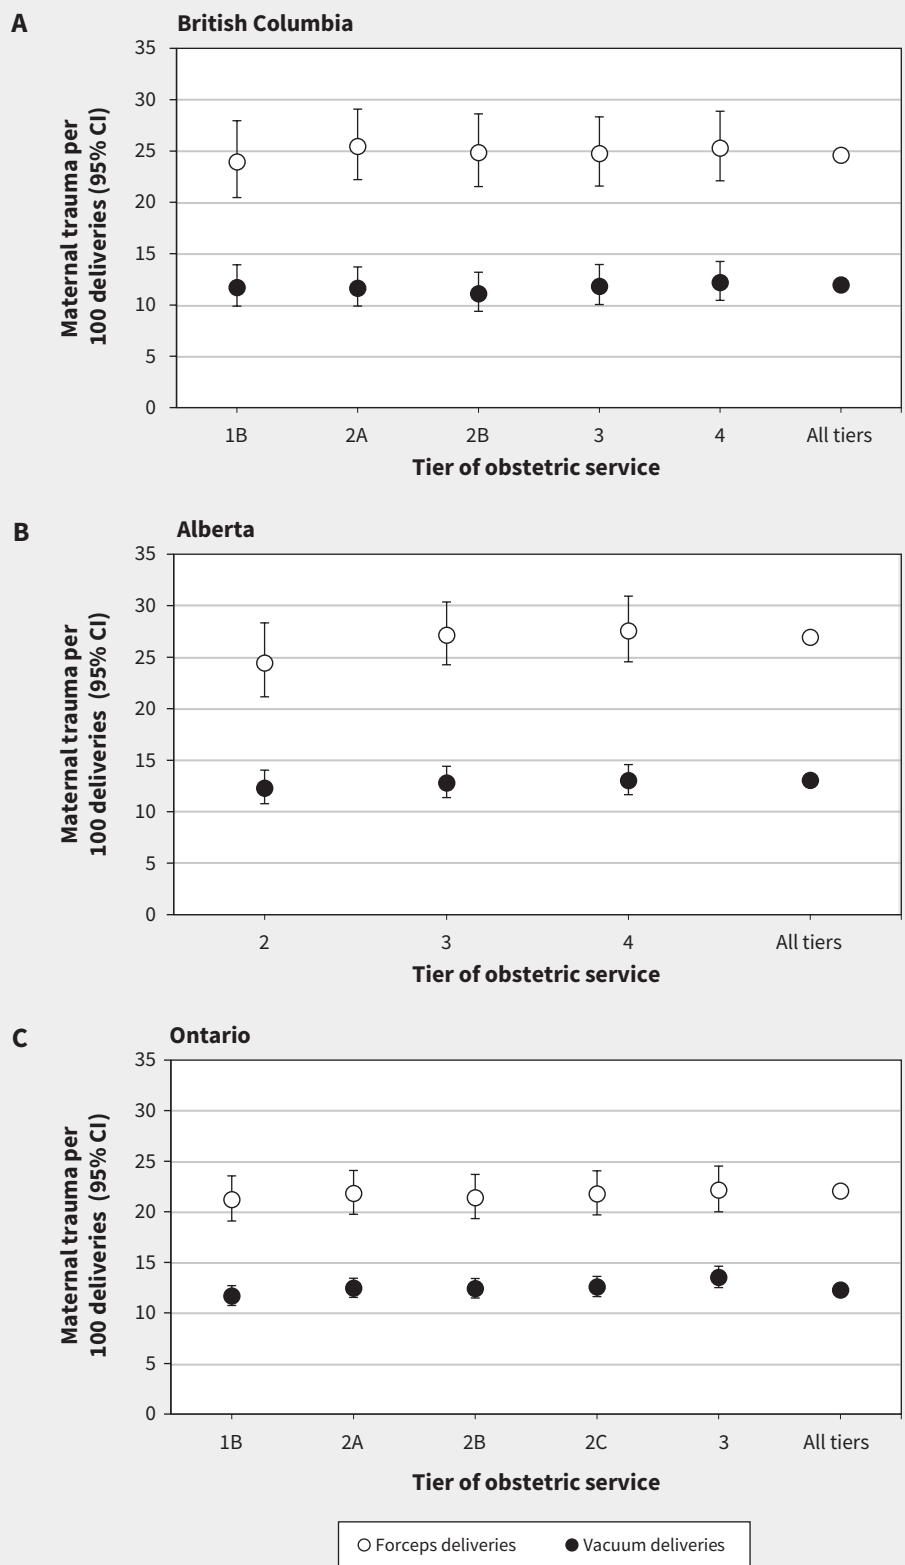 A British Columbia
Maternal trauma per
100 deliveries (95% CI)
35
30
25
20
15
10
5
0
1B 2A 2B 3 4 All tiers
Tier of obstetric service
B Alberta
Maternal trauma per
100 deliveries (95% CI)
35
30
25
20
15
10
5
0
2 3 4 All tiers
Tier of obstetric service
C Ontario
Maternal trauma per
100 deliveries (95% CI)
35
30
25
20
15
10
5
0
1B 2A 2B 2C 3 All tiers
Tier of obstetric service
Forceps deliveries Vacuum deliveries